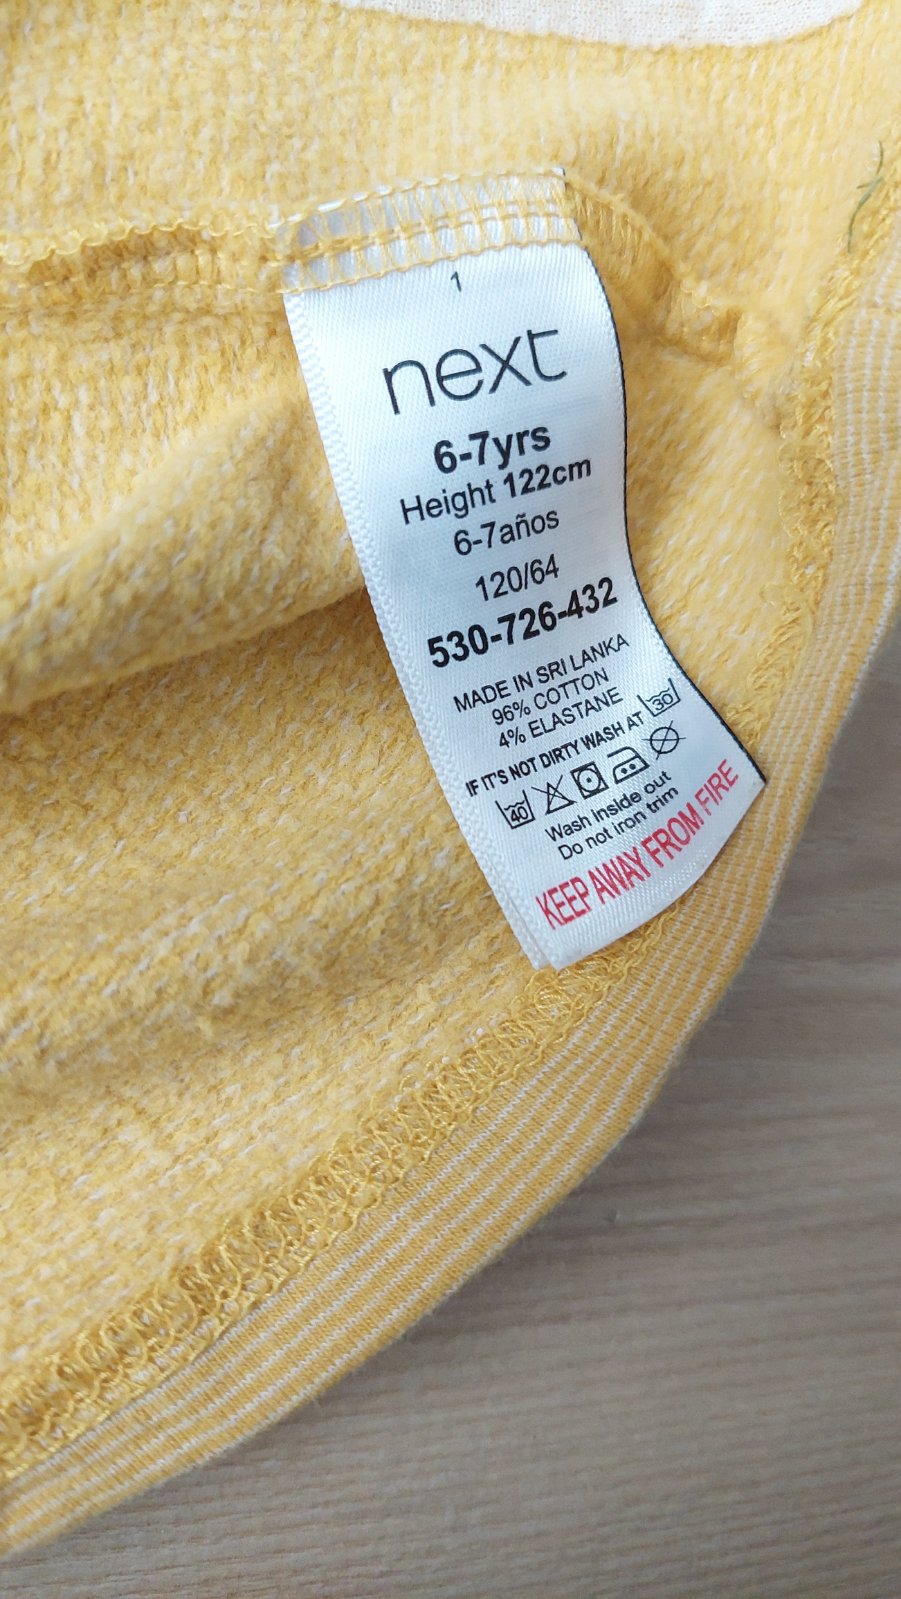 1
next
6-7yrs
Height 122cm
6-7años
120/64
530-726-432
MADE IN SRI LANKA
96% COTTON
4% ELASTANE
IF IT'S NOT DIRTY WASH AT 30
40
Wash inside out
Do not iron trim
KEEP AWAY FROM FIRE